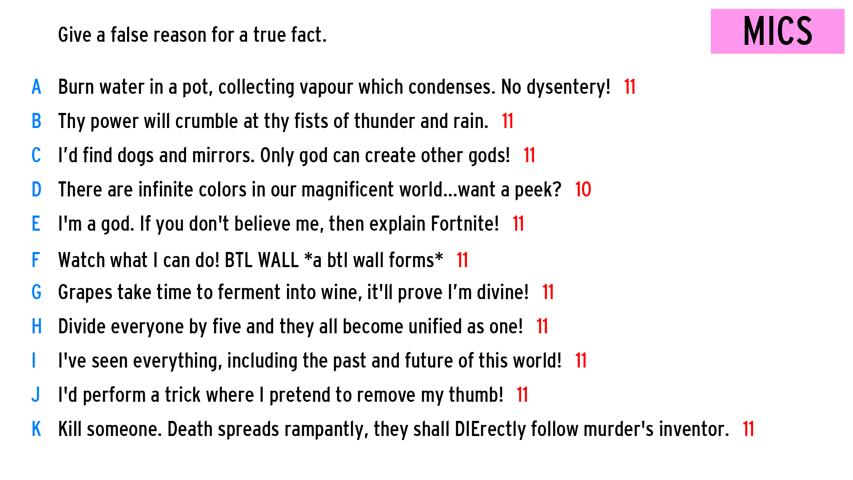 Give a false reason for a true fact.
MICS
A Burn water in a pot, collecting vapour which condenses. No dysentery! 11
B Thy power will crumble at thy fists of thunder and rain. 11
C I'd find dogs and mirrors. Only god can create other gods! 11
D There are infinite colors in our magnificent world...want a peek? 10
E I'm a god. If you don't believe me, then explain Fortnite! 11
F Watch what I can do! BTL WALL *a btl wall forms* 11
G Grapes take time to ferment into wine, it'll prove I'm divine! 11
H Divide everyone by five and they all become unified as one! 11
I I've seen everything, including the past and future of this world! 11
J I'd perform a trick where I pretend to remove my thumb! 11
K Kill someone. Death spreads rampantly, they shall DIErectly follow murder's inventor. 11